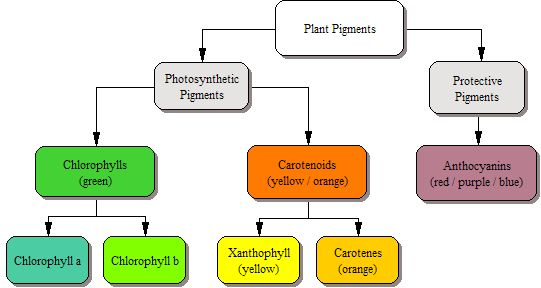 Plant Pigments
Photosynthetic
Pigments
Protective
Pigments
Chlorophylls
(green)
Carotenoids
(yellow / orange)
Anthocyanins
(red / purple / blue)
Chlorophyll a
Chlorophyll b
Xanthophyll
(yellow)
Carotenes
(orange)